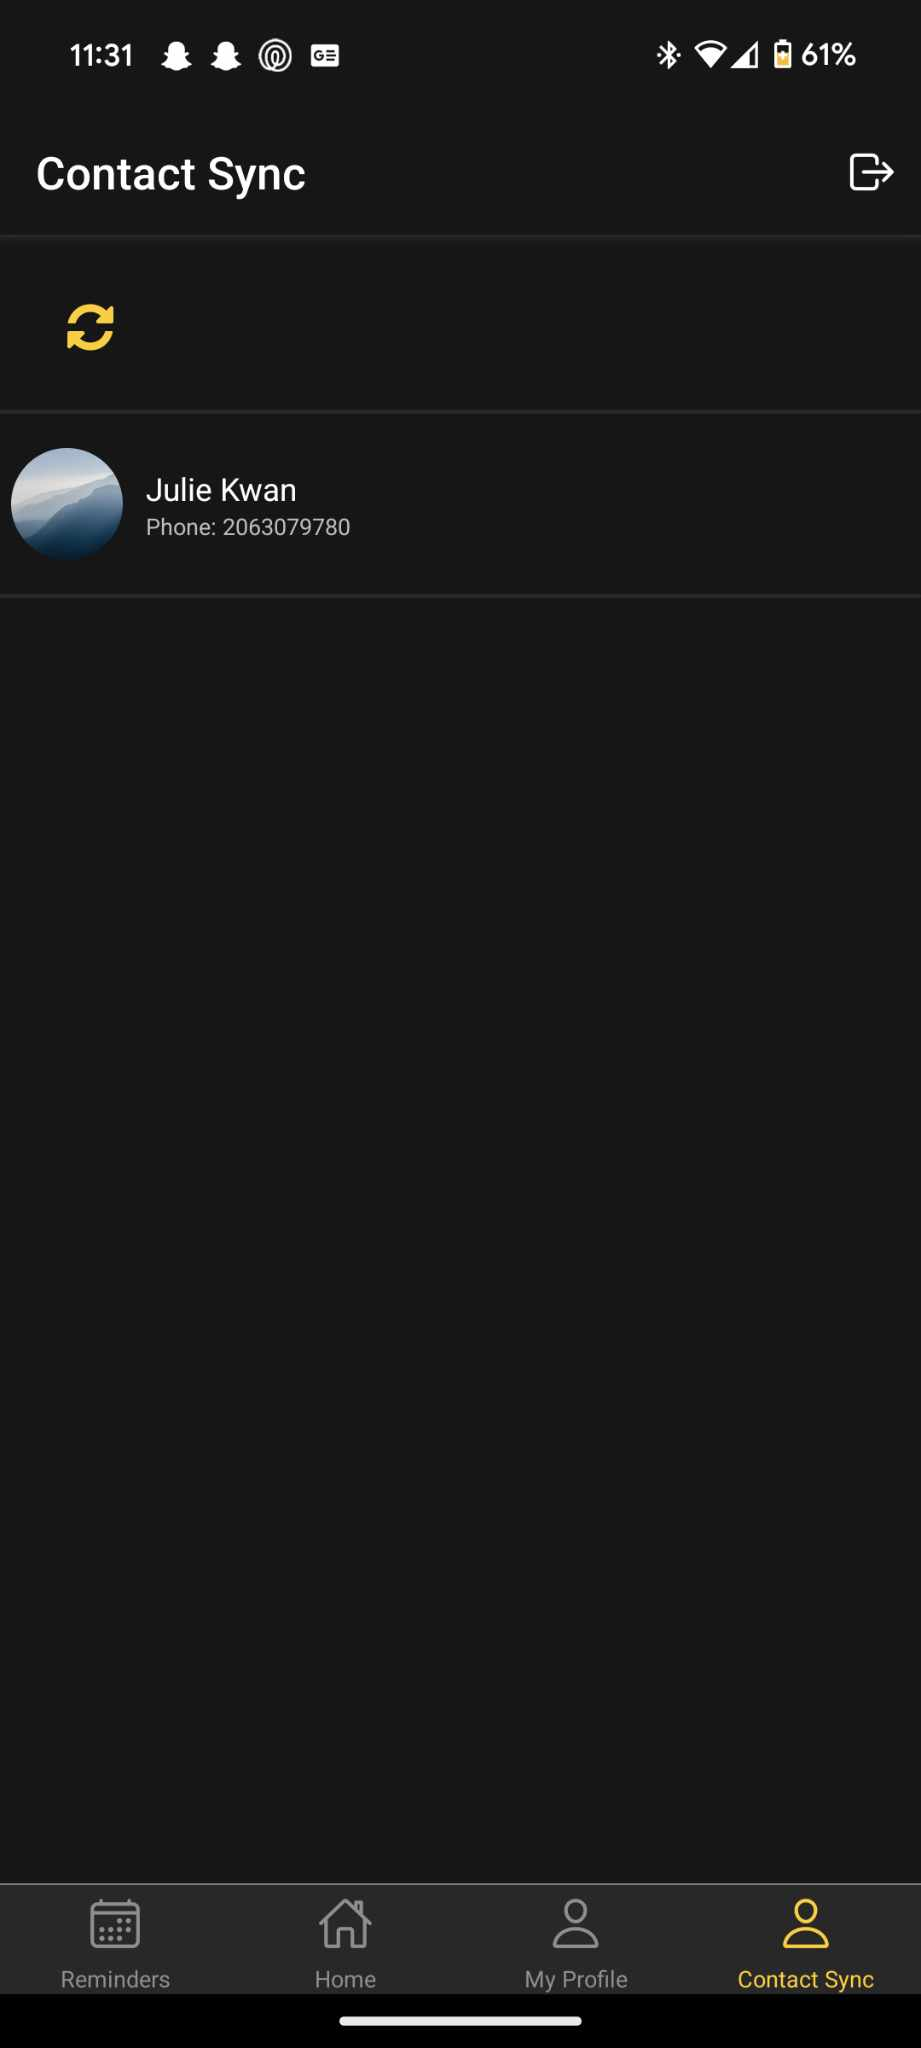 11:31
61%
Contact Sync
Julie Kwan
Phone: 2063079780
Reminders
Home
My Profile
Contact Sync